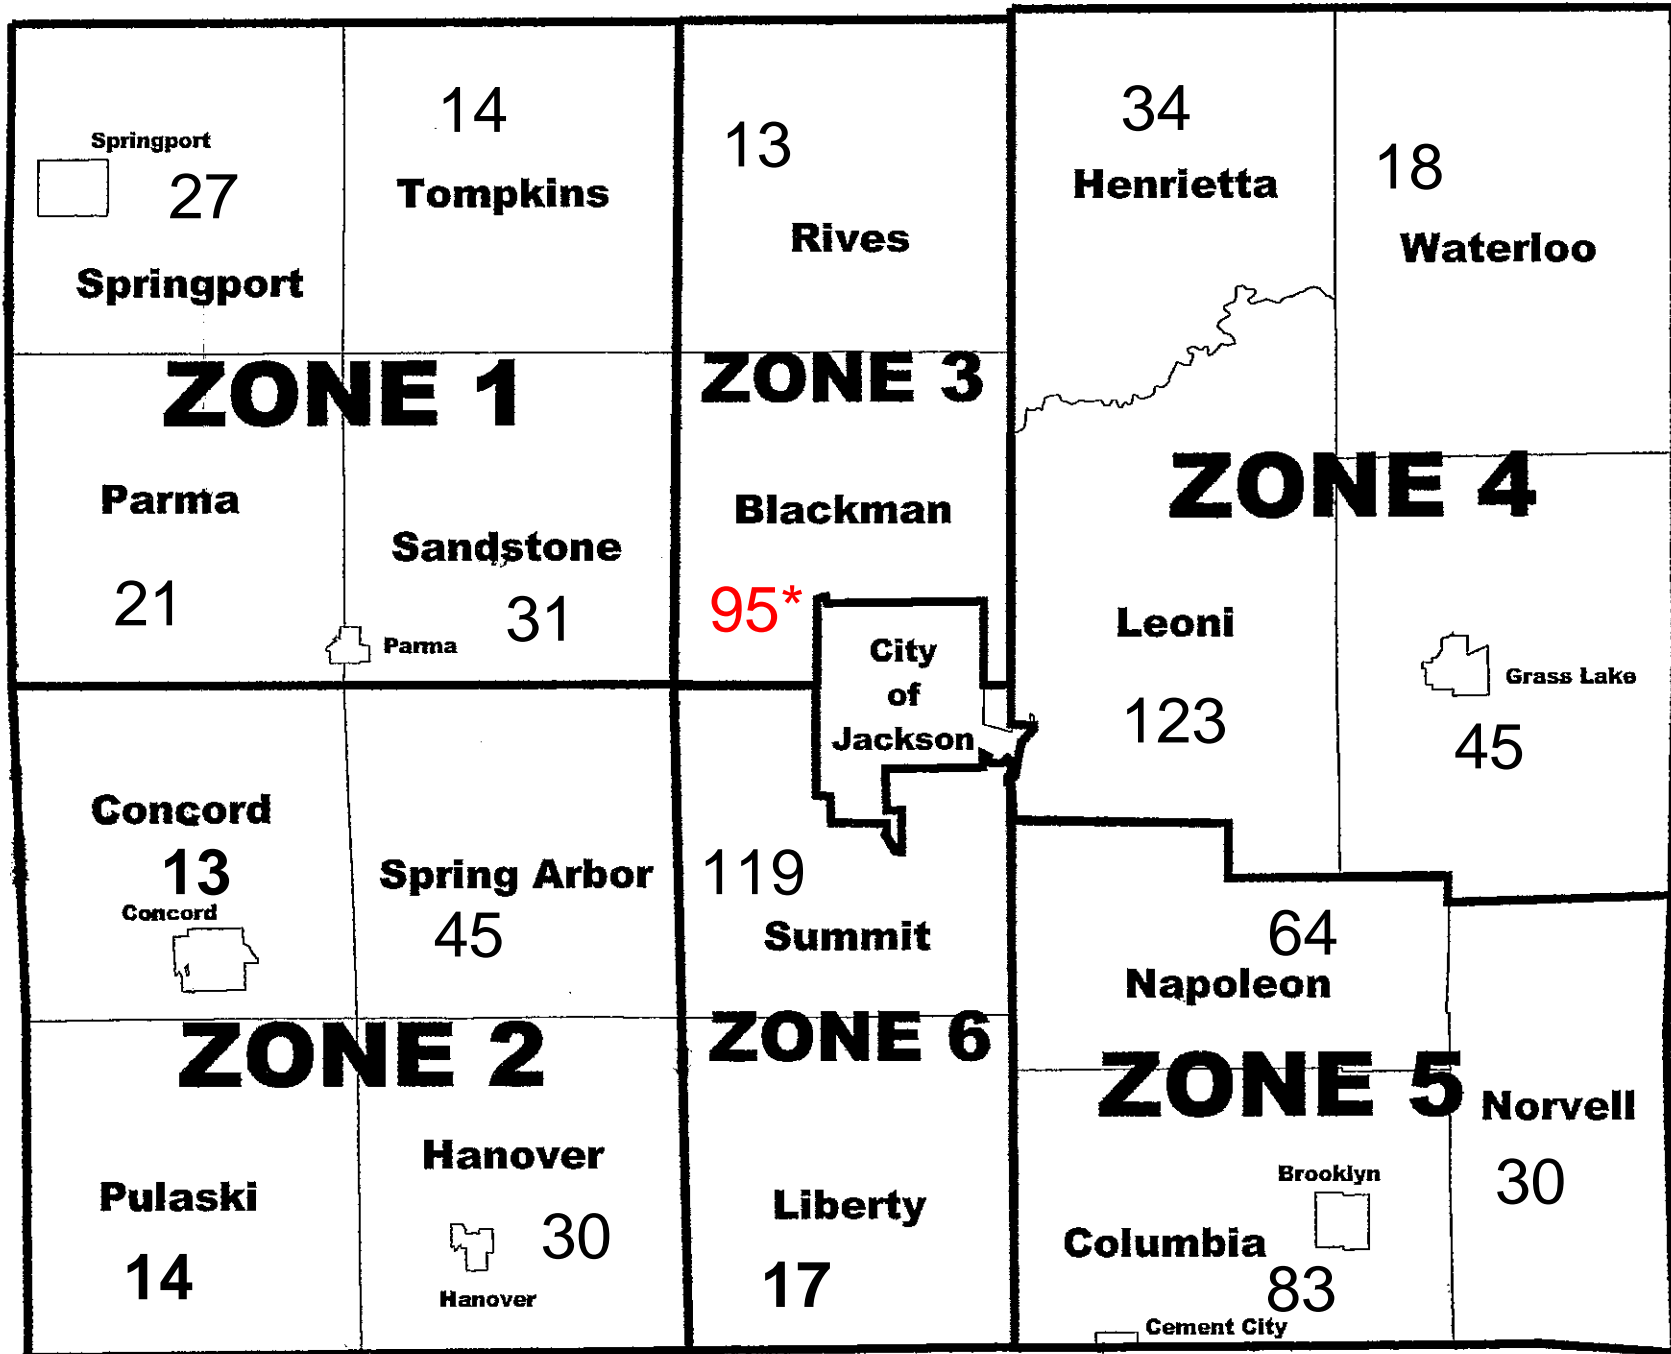 Springport
27
Springport
14
Tompkins
13
Rives
34
Henrietta
18
Waterloo
ZONE 1
ZONE 3
ZONE 4
Parma
21
Sandstone
31
Parma
Blackman
95*
City
of
Jackson
Leoni
123
Grass Lake
45
Concord
13
Concord
Spring Arbor
45
119
Summit
64
Napoleon
ZONE 2
ZONE 6
ZONE 5
Norvell
30
Pulaski
14
Hanover
30
Hanover
Liberty
17
Brooklyn
Columbia
83
Cement City